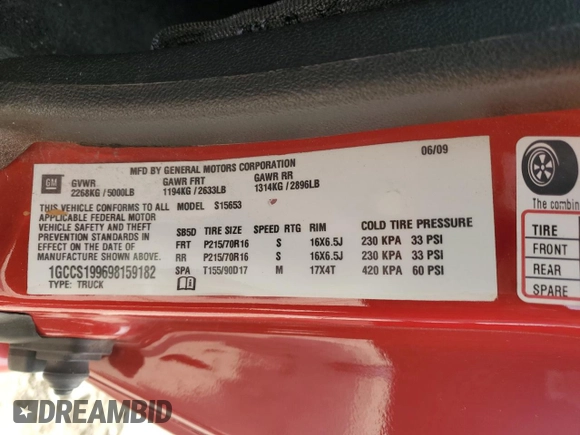 MFD BY GENERAL MOTORS CORPORATION
06/09
GM
GVWR GAWR FRT GAWR RR
2268KG / 5000LB 1194KG / 2633LB 1314KG / 2896LB
THIS VEHICLE CONFORMS TO ALL
APPLICABLE FEDERAL MOTOR
VEHICLE SAFETY AND THEFT
PREVENTION STANDARDS IN
EFFECT ON THE DATE OF
MANUFACTURE SHOWN ABOVE.
1GCCS199698159182
TYPE: TRUCK
MODEL S15653
SB5D TIRE SIZE SPEED RTG RIM COLD TIRE PRESSURE
FRT P215/70R16 S 16X6.5J 230 KPA 33 PSI
RR P215/70R16 S 16X6.5J 230 KPA 33 PSI
SPA T155/90D17 M 17X4T 420 KPA 60 PSI
The combin
TIRE
FRONT
REAR
SPARE
DREAMBID